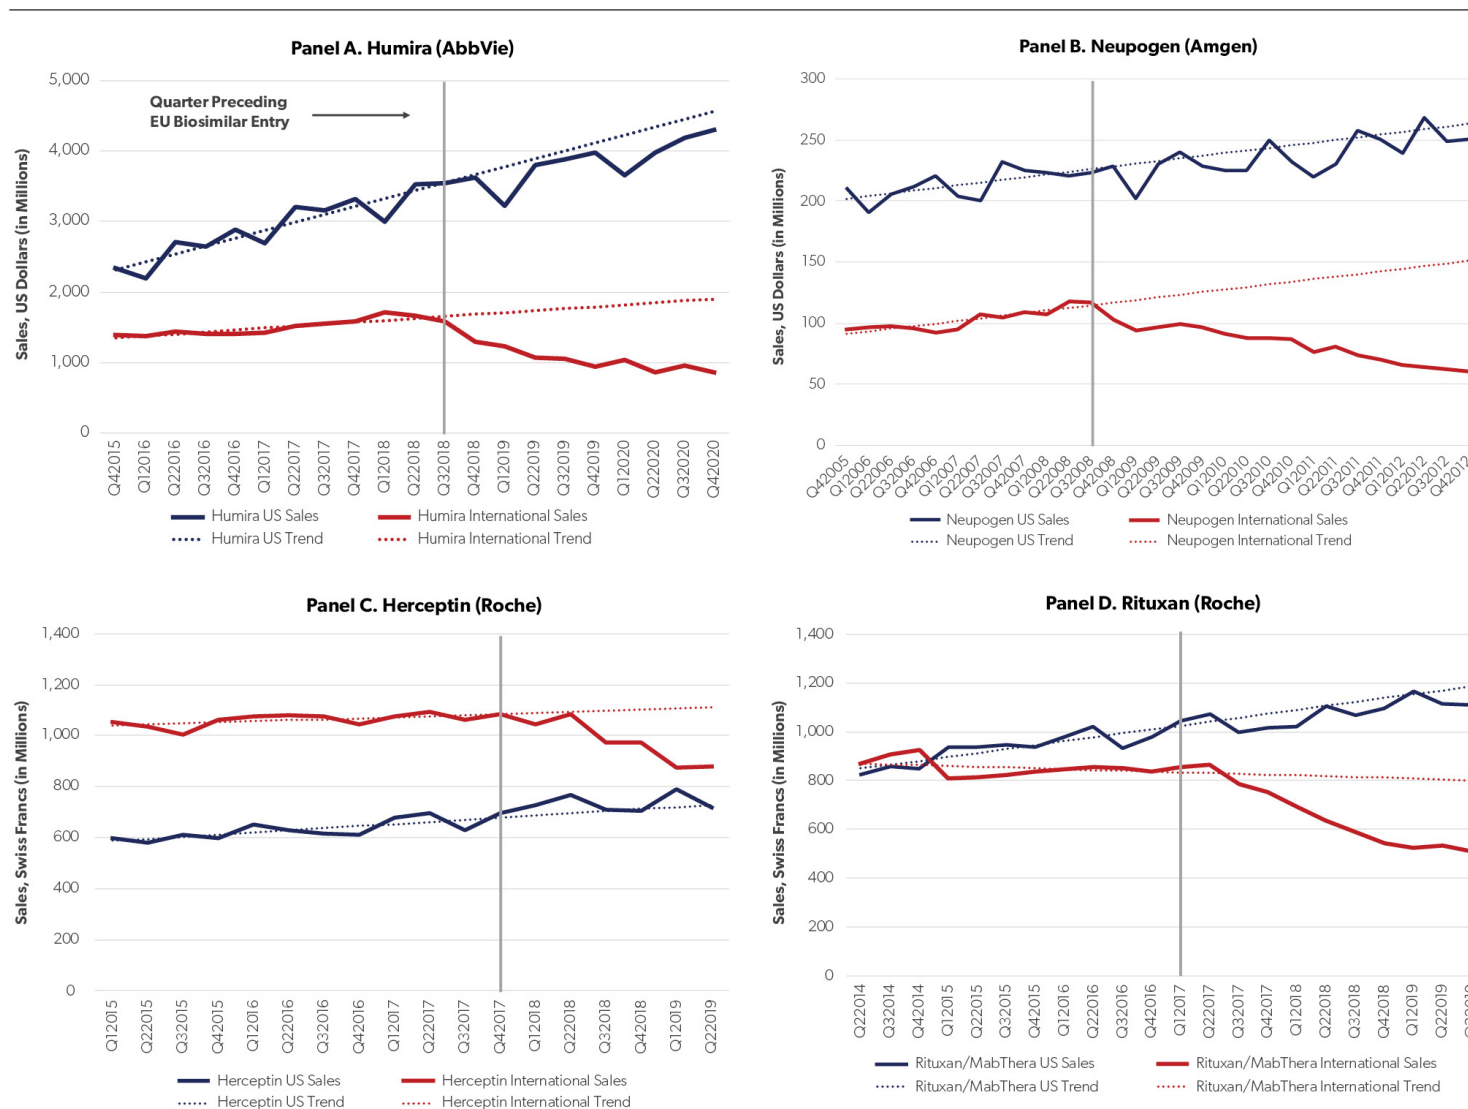 Panel A. Humira (AbbVie)
Sales, US Dollars (in Millions)
5,000
4,000
3,000
2,000
1,000
0
Quarter Preceding
EU Biosimilar Entry
Q42015
Q12016
Q22016
Q32016
Q42016
Q12017
Q22017
Q32017
Q42017
Q12018
Q22018
Q32018
Q42018
Q12019
Q22019
Q32019
Q42019
Q12020
Q22020
Q32020
Q42020
Humira US Sales
Humira International Sales
Humira US Trend
Humira International Trend
Panel B. Neupogen (Amgen)
Sales, US Dollars (in Millions)
300
250
200
150
100
50
0
Q42005
Q12006
Q22006
Q32006
Q42006
Q12007
Q22007
Q32007
Q42007
Q12008
Q22008
Q32008
Q42008
Q12009
Q22009
Q32009
Q42009
Q12010
Q22010
Q32010
Q42010
Q12011
Q22011
Q32011
Q42011
Q12012
Q22012
Q32012
Q42012
Neupogen US Sales
Neupogen International Sales
Neupogen US Trend
Neupogen International Trend
Panel C. Herceptin (Roche)
Sales, Swiss Francs (in Millions)
1,400
1,200
1,000
800
600
400
200
0
Q12015
Q22015
Q32015
Q42015
Q12016
Q22016
Q32016
Q42016
Q12017
Q22017
Q32017
Q42017
Q12018
Q22018
Q32018
Q42018
Q12019
Q22019
Herceptin US Sales
Herceptin International Sales
Herceptin US Trend
Herceptin International Trend
Panel D. Rituxan (Roche)
Sales, Swiss Francs (in Millions)
1,400
1,200
1,000
800
600
400
200
0
Q22014
Q32014
Q42014
Q12015
Q22015
Q32015
Q42015
Q12016
Q22016
Q32016
Q42016
Q12017
Q22017
Q32017
Q42017
Q12018
Q22018
Q32018
Q42018
Q12019
Q22019
Rituxan/MabThera US Sales
Rituxan/MabThera International Sales
Rituxan/MabThera US Trend
Rituxan/MabThera International Trend